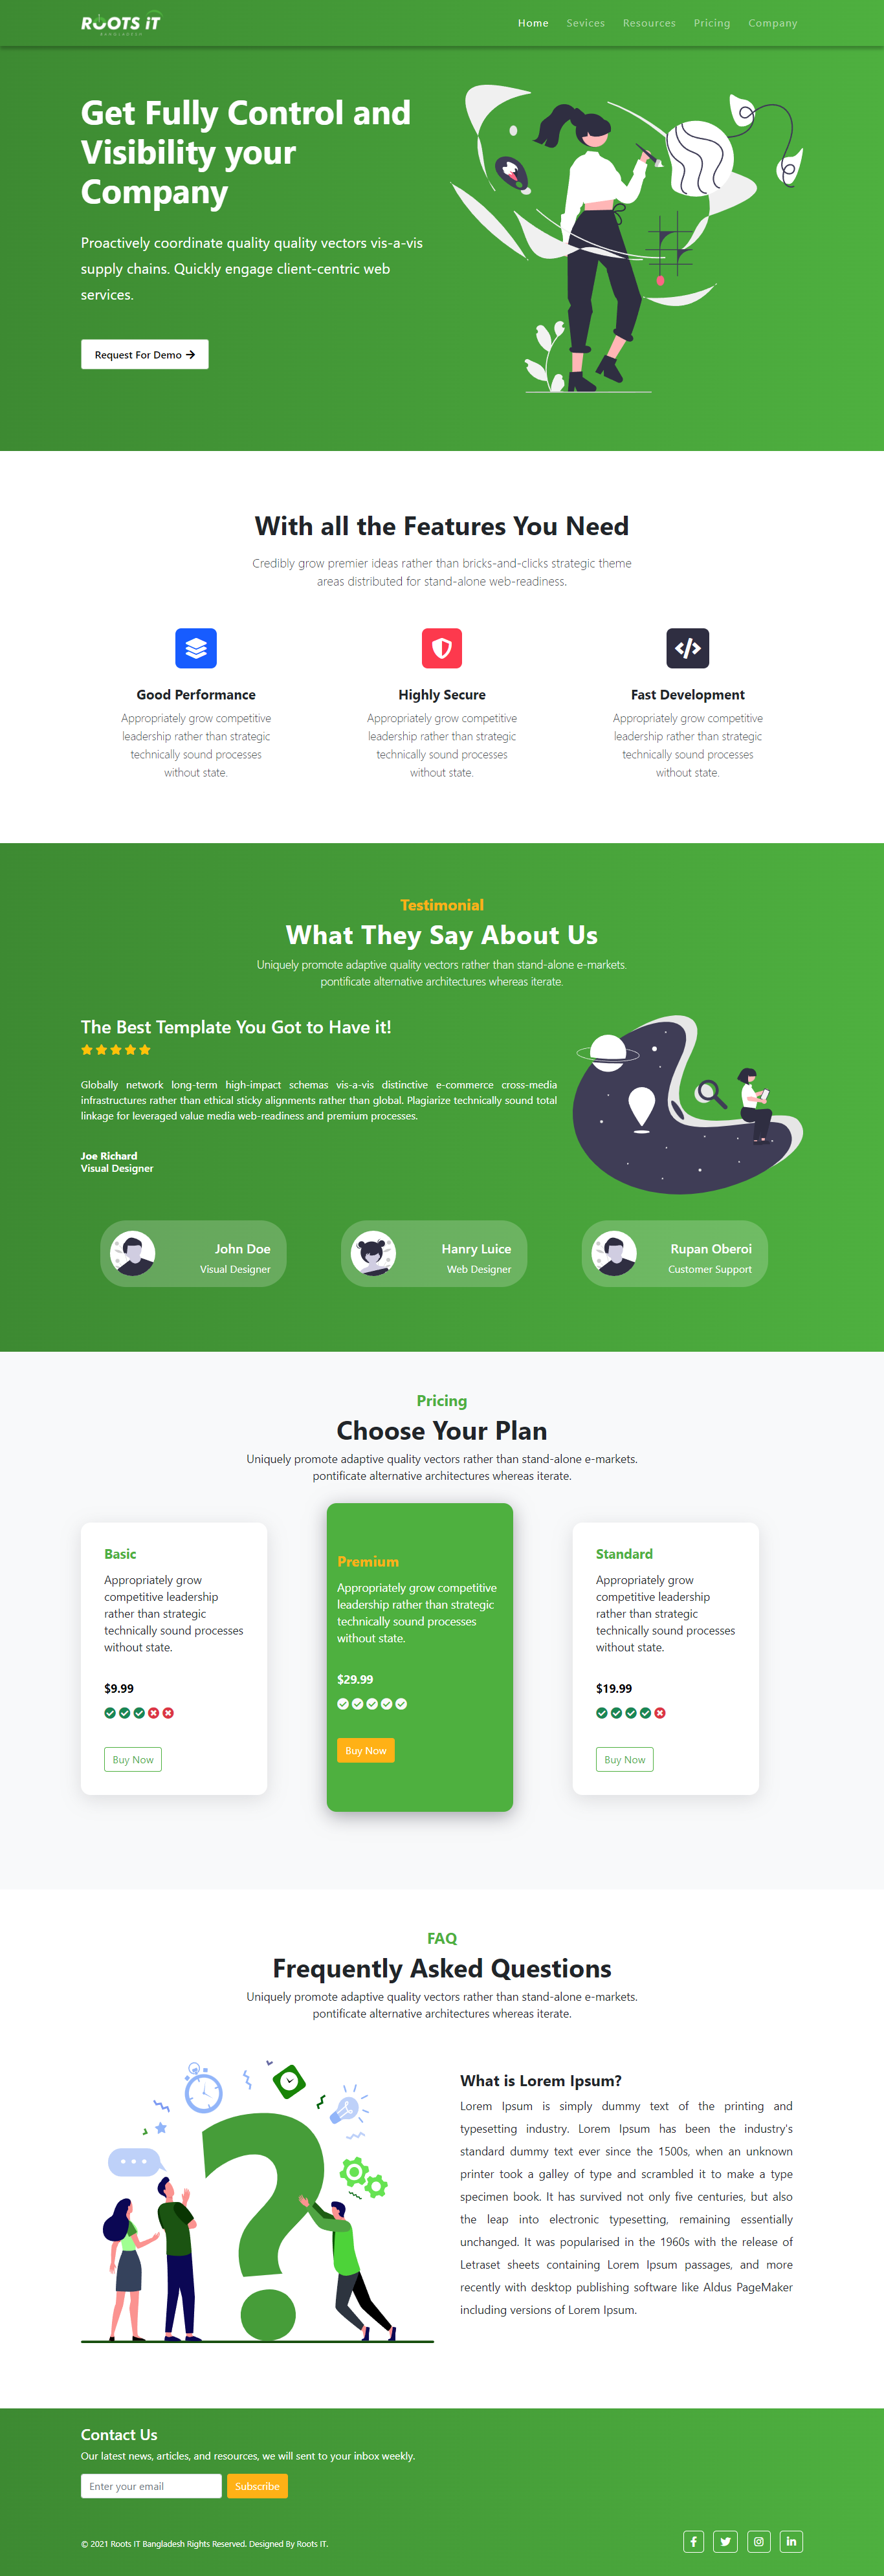 ROOTS iT
BANGLADESH
Home Sevices Resources Pricing Company
Get Fully Control and
Visibility your
Company
Proactively coordinate quality quality vectors vis-a-vis
supply chains. Quickly engage client-centric web
services.
Request For Demo
With all the Features You Need
Credibly grow premier ideas rather than bricks-and-clicks strategic theme
areas distributed for stand-alone web-readiness.
Good Performance
Appropriately grow competitive
leadership rather than strategic
technically sound processes
without state.
Highly Secure
Appropriately grow competitive
leadership rather than strategic
technically sound processes
without state.
Fast Development
Appropriately grow competitive
leadership rather than strategic
technically sound processes
without state.
Testimonial
What They Say About Us
Uniquely promote adaptive quality vectors rather than stand-alone e-markets.
pontificate alternative architectures whereas iterate.
The Best Template You Got to Have it!
Globally network long-term high-impact schemas vis-a-vis distinctive e-commerce cross-media
infrastructures rather than ethical sticky alignments rather than global. Plagiarize technically sound total
linkage for leveraged value media web-readiness and premium processes.
Joe Richard
Visual Designer
John Doe
Visual Designer
Hanry Luice
Web Designer
Rupan Oberoi
Customer Support
Pricing
Choose Your Plan
Uniquely promote adaptive quality vectors rather than stand-alone e-markets.
pontificate alternative architectures whereas iterate.
Basic
Appropriately grow
competitive leadership
rather than strategic
technically sound processes
without state.
$9.99
Buy Now
Premium
Appropriately grow competitive
leadership rather than strategic
technically sound processes
without state.
$29.99
Buy Now
Standard
Appropriately grow
competitive leadership
rather than strategic
technically sound processes
without state.
$19.99
Buy Now
FAQ
Frequently Asked Questions
Uniquely promote adaptive quality vectors rather than stand-alone e-markets.
pontificate alternative architectures whereas iterate.
What is Lorem Ipsum?
Lorem Ipsum is simply dummy text of the printing and
typesetting industry. Lorem Ipsum has been the industry's
standard dummy text ever since the 1500s, when an unknown
printer took a galley of type and scrambled it to make a type
specimen book. It has survived not only five centuries, but also
the leap into electronic typesetting, remaining essentially
unchanged. It was popularised in the 1960s with the release of
Letraset sheets containing Lorem Ipsum passages, and more
recently with desktop publishing software like Aldus PageMaker
including versions of Lorem Ipsum.
Contact Us
Our latest news, articles, and resources, we will sent to your inbox weekly.
Enter your email
Subscribe
© 2021 Roots IT Bangladesh Rights Reserved. Designed By Roots IT.